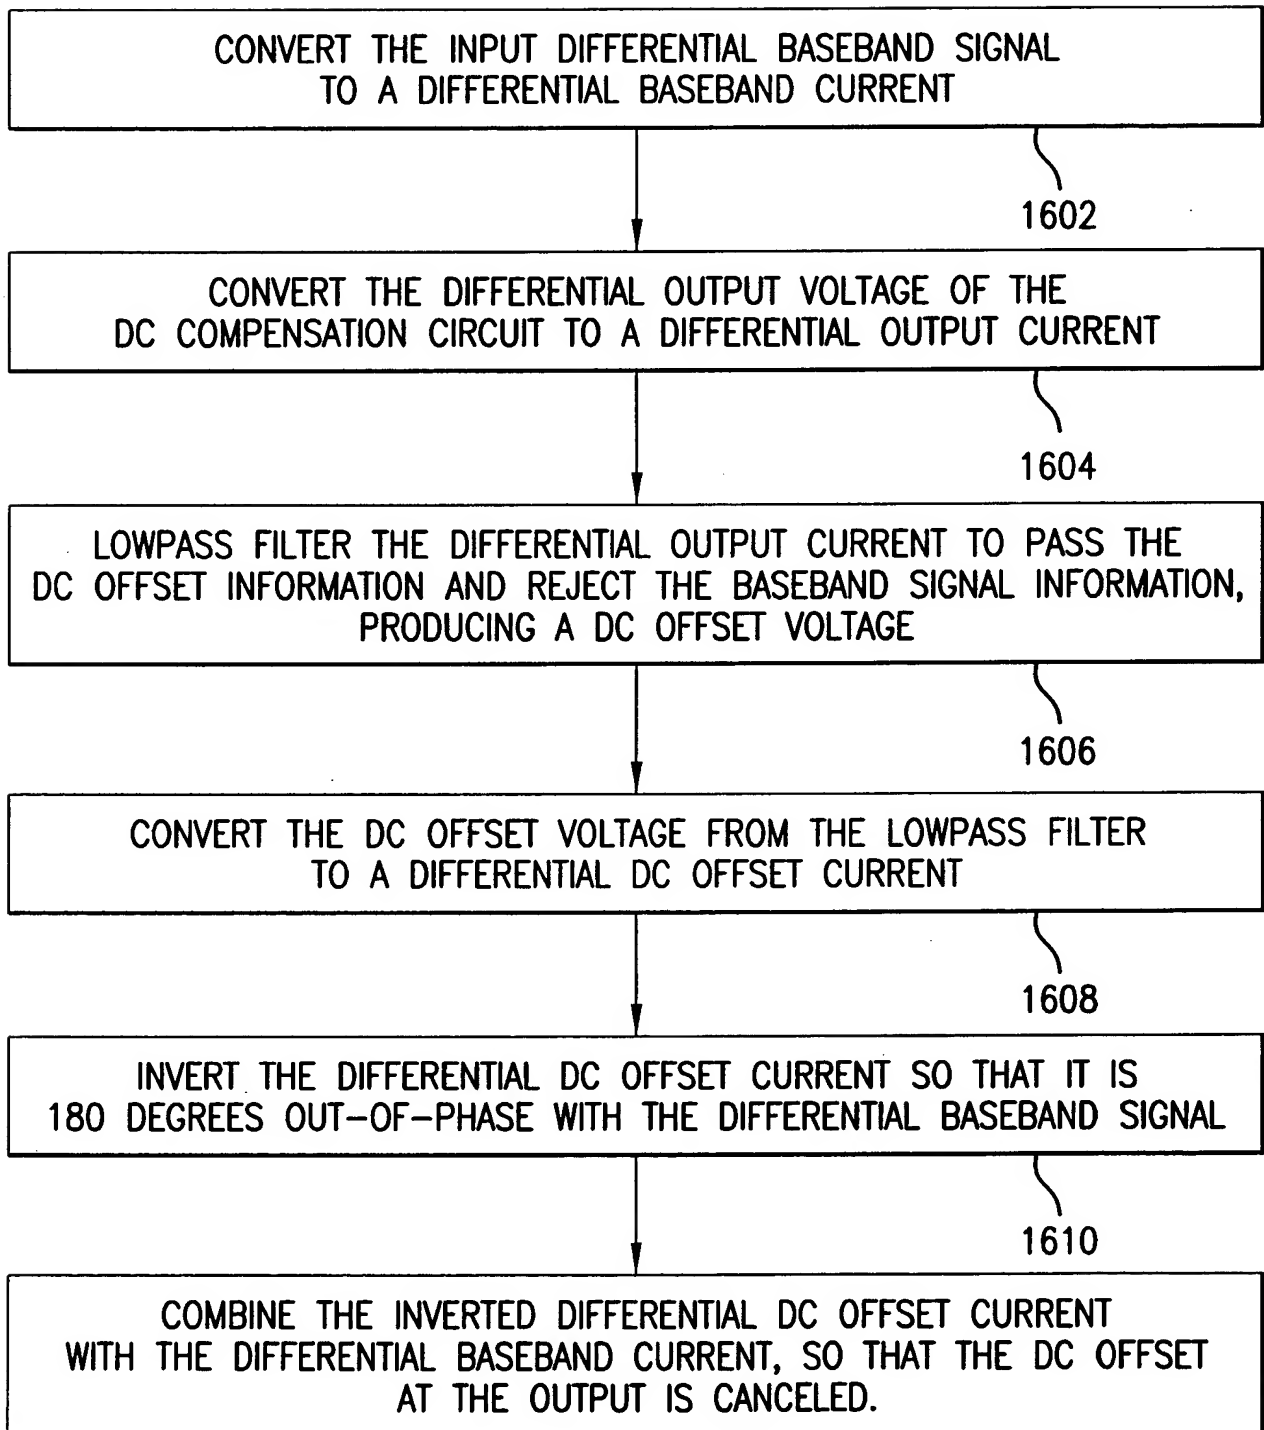 CONVERT THE INPUT DIFFERENTIAL BASEBAND SIGNAL
TO A DIFFERENTIAL BASEBAND CURRENT
1602
CONVERT THE DIFFERENTIAL OUTPUT VOLTAGE OF THE
DC COMPENSATION CIRCUIT TO A DIFFERENTIAL OUTPUT CURRENT
1604
LOWPASS FILTER THE DIFFERENTIAL OUTPUT CURRENT TO PASS THE
DC OFFSET INFORMATION AND REJECT THE BASEBAND SIGNAL INFORMATION,
PRODUCING A DC OFFSET VOLTAGE
1606
CONVERT THE DC OFFSET VOLTAGE FROM THE LOWPASS FILTER
TO A DIFFERENTIAL DC OFFSET CURRENT
1608
INVERT THE DIFFERENTIAL DC OFFSET CURRENT SO THAT IT IS
180 DEGREES OUT-OF-PHASE WITH THE DIFFERENTIAL BASEBAND SIGNAL
1610
COMBINE THE INVERTED DIFFERENTIAL DC OFFSET CURRENT
WITH THE DIFFERENTIAL BASEBAND CURRENT, SO THAT THE DC OFFSET
AT THE OUTPUT IS CANCELED.